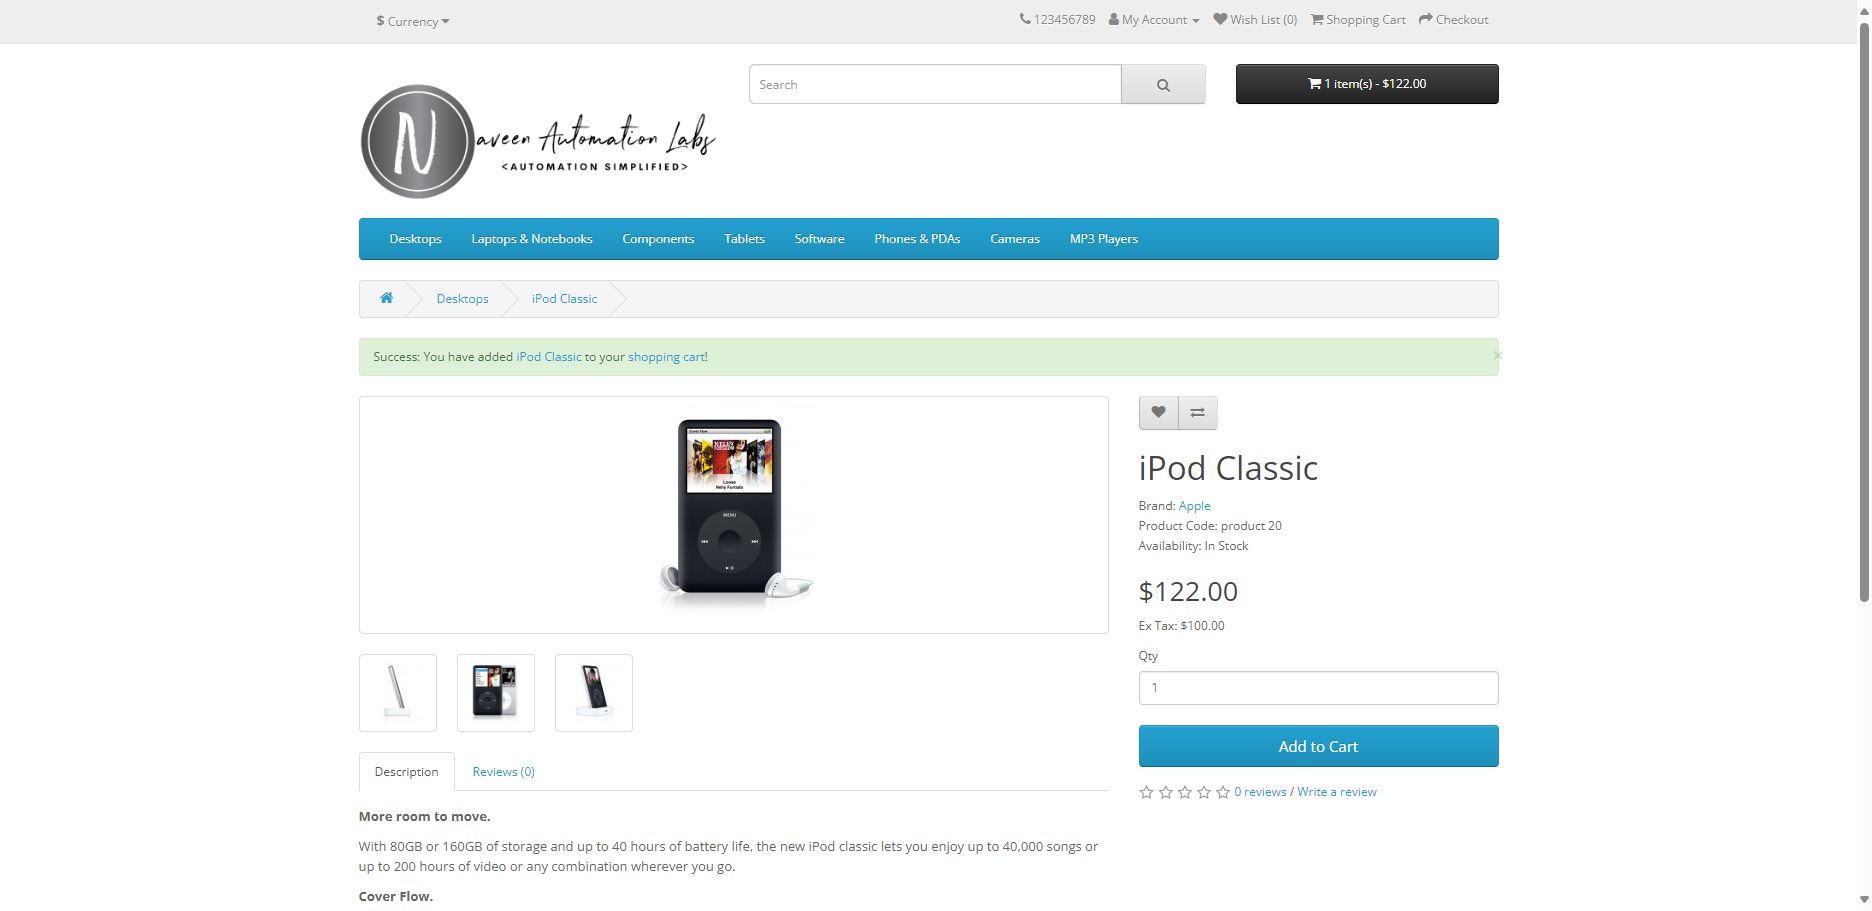 $ Currency
123456789 My Account Wish List (0) Shopping Cart Checkout
Search
1 item(s) - $122.00
N
aveen Automation Labs
<AUTOMATION SIMPLIFIED>
Desktops Laptops & Notebooks Components Tablets Software Phones & PDAs Cameras MP3 Players
Desktops iPod Classic
Success: You have added iPod Classic to your shopping cart!
×
Cover Flow
Loose
Nelly Furtado
MENU
iPod Classic
Brand: Apple
Product Code: product 20
Availability: In Stock
$122.00
Ex Tax: $100.00
Qty
1
Add to Cart
0 reviews / Write a review
Description Reviews (0)
More room to move.
With 80GB or 160GB of storage and up to 40 hours of battery life, the new iPod classic lets you enjoy up to 40,000 songs or
up to 200 hours of video or any combination wherever you go.
Cover Flow.